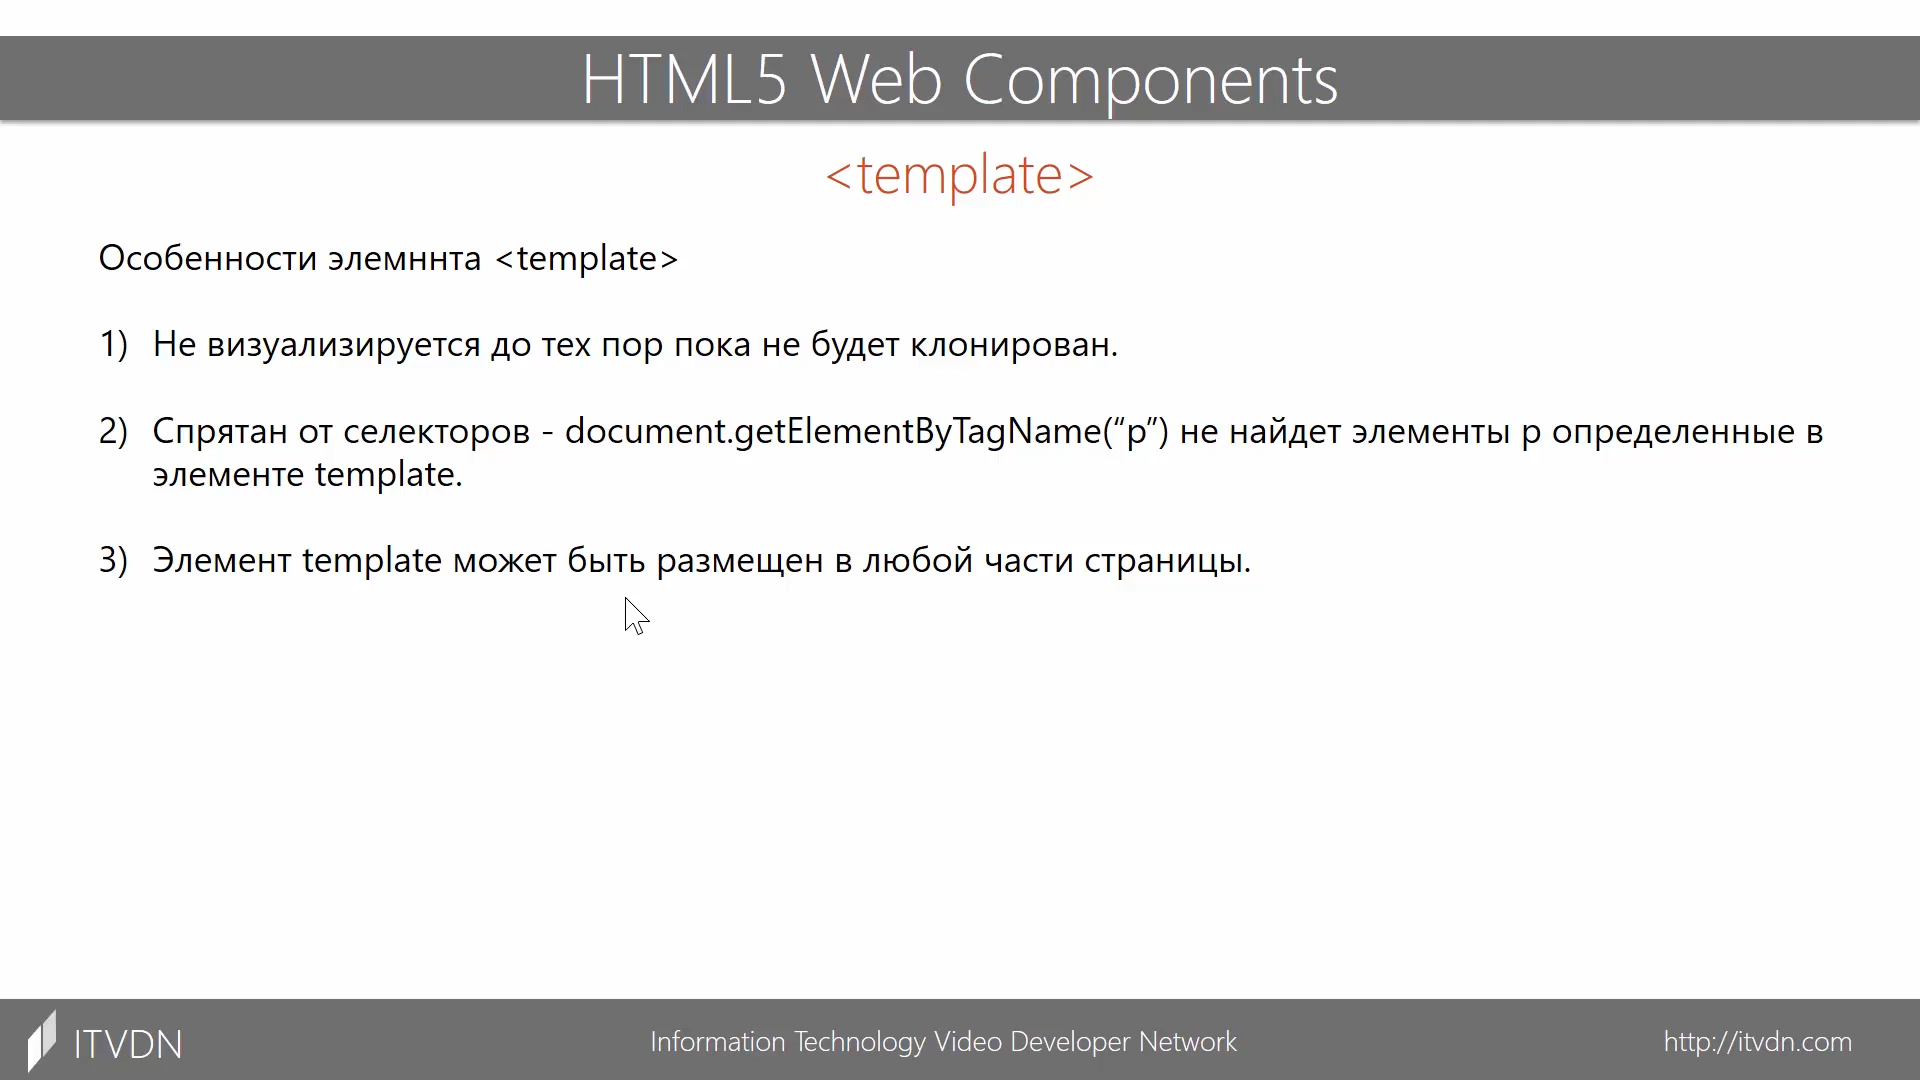 HTML5 Web Components
<template>
Особенности элемннта <template>
1) Не визуализируется до тех пор пока не будет клонирован.
2) Спрятан от селекторов - document.getElementByTagName(“p”) не найдет элементы p определенные в
элементе template.
3) Элемент template может быть размещен в любой части страницы.
ITVDN
Information Technology Video Developer Network
http://itvdn.com